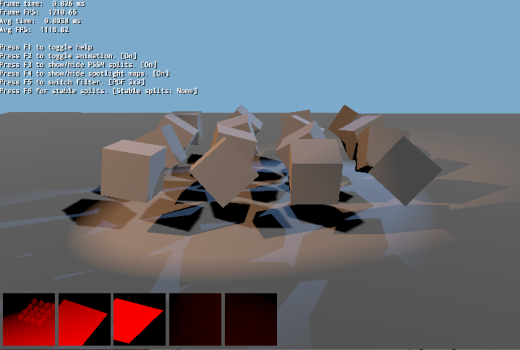 Frame time: 0.826 ms
Frame FPS: 1210.65
Avg time: 0.8938 ms
Avg FPS: 1118.82
Press F1 to toggle help
Press F2 to toggle animation. [On]
Press F3 to show/hide PSSM splits. [On]
Press F4 to show/hide spotlight maps. [On]
Press F5 to switch filter. [PCF 3x3]
Press F6 for stable splits. [Stable splits: None]